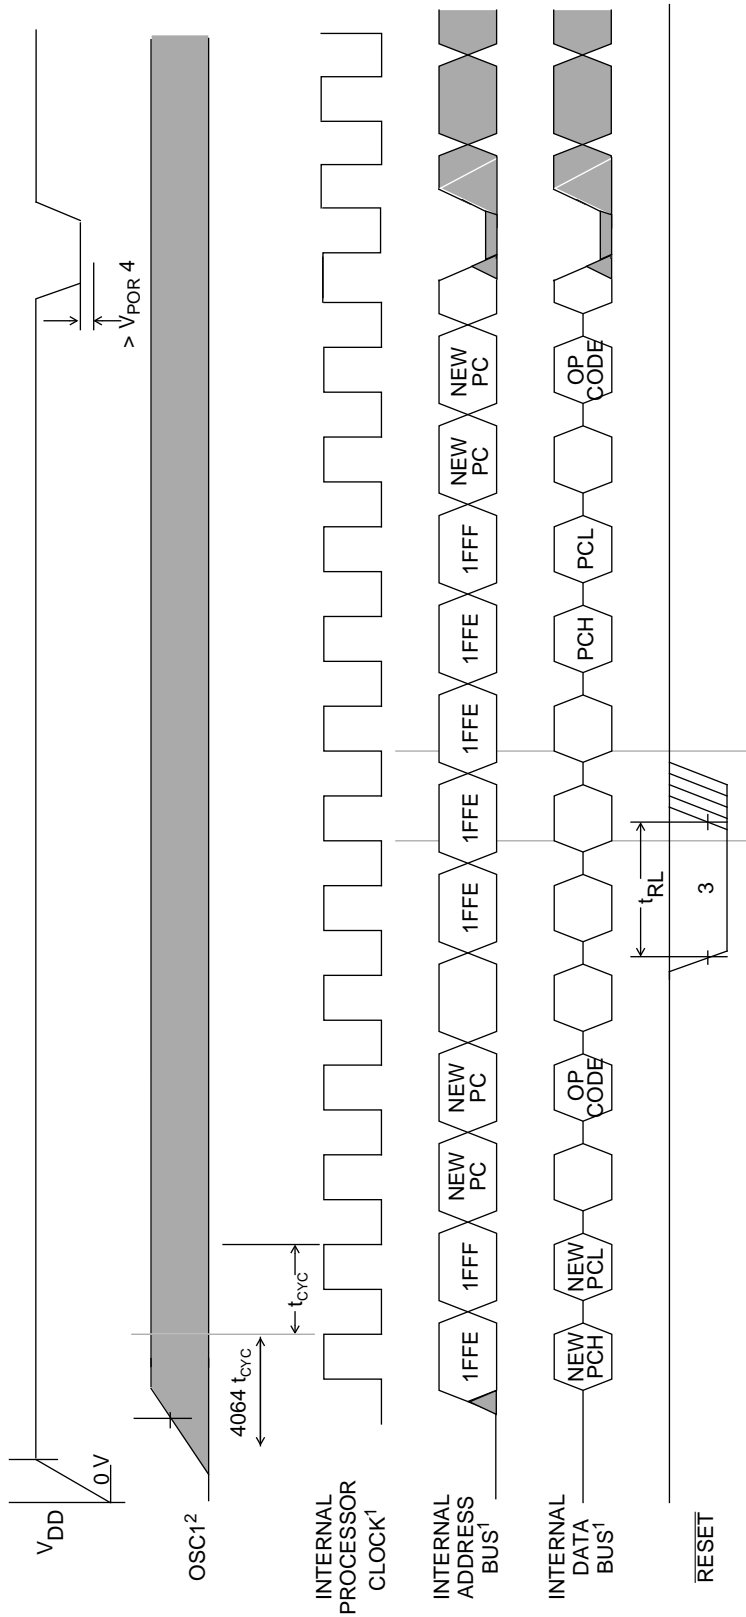 V_DD
0 V
> V_POR 4
OSC1²
4064 t_CYC
t_CYC
INTERNAL
PROCESSOR
CLOCK¹
INTERNAL
ADDRESS
BUS¹
1FFE
1FFF
NEW
PC
NEW
PC
1FFE
1FFE
1FFE
1FFE
1FFF
NEW
PC
NEW
PC
INTERNAL
DATA
BUS¹
NEW
PCH
NEW
PCL
OP
CODE
PCH
PCL
OP
CODE
RESET
t_RL
3